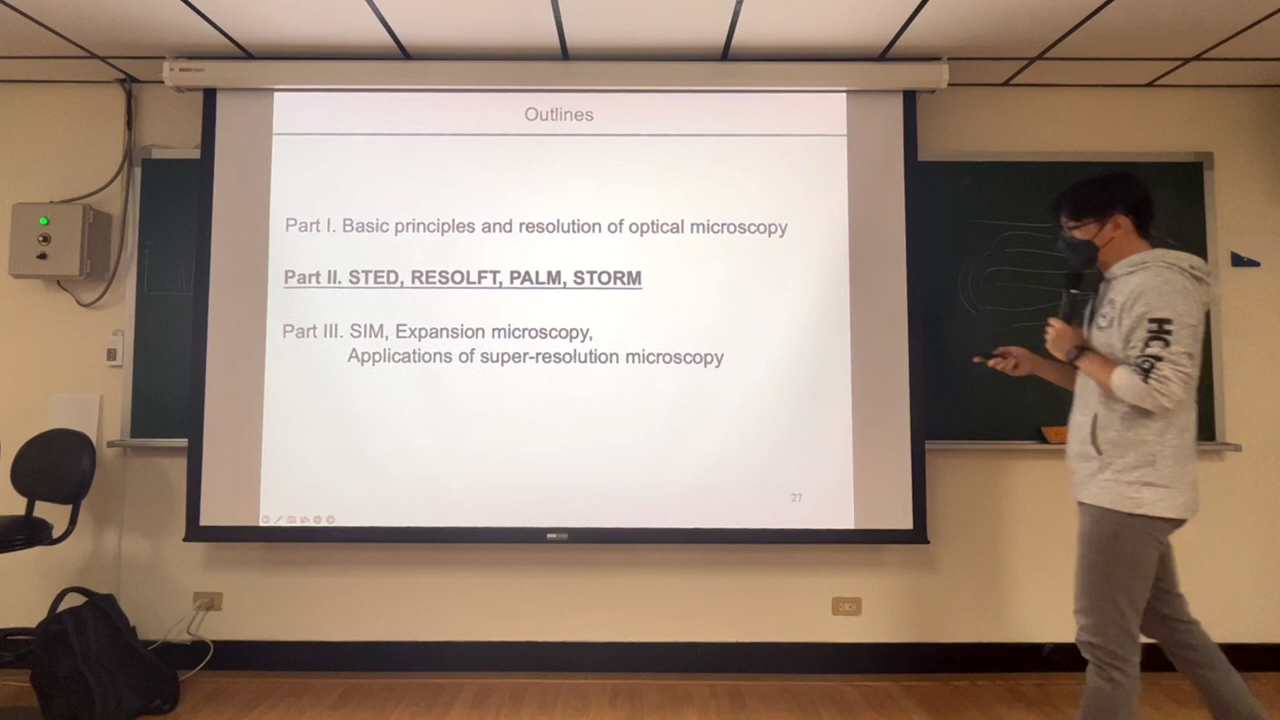 Outlines
Part I. Basic principles and resolution of optical microscopy
Part II. STED, RESOLFT, PALM, STORM
Part III. SIM, Expansion microscopy,
Applications of super-resolution microscopy
27